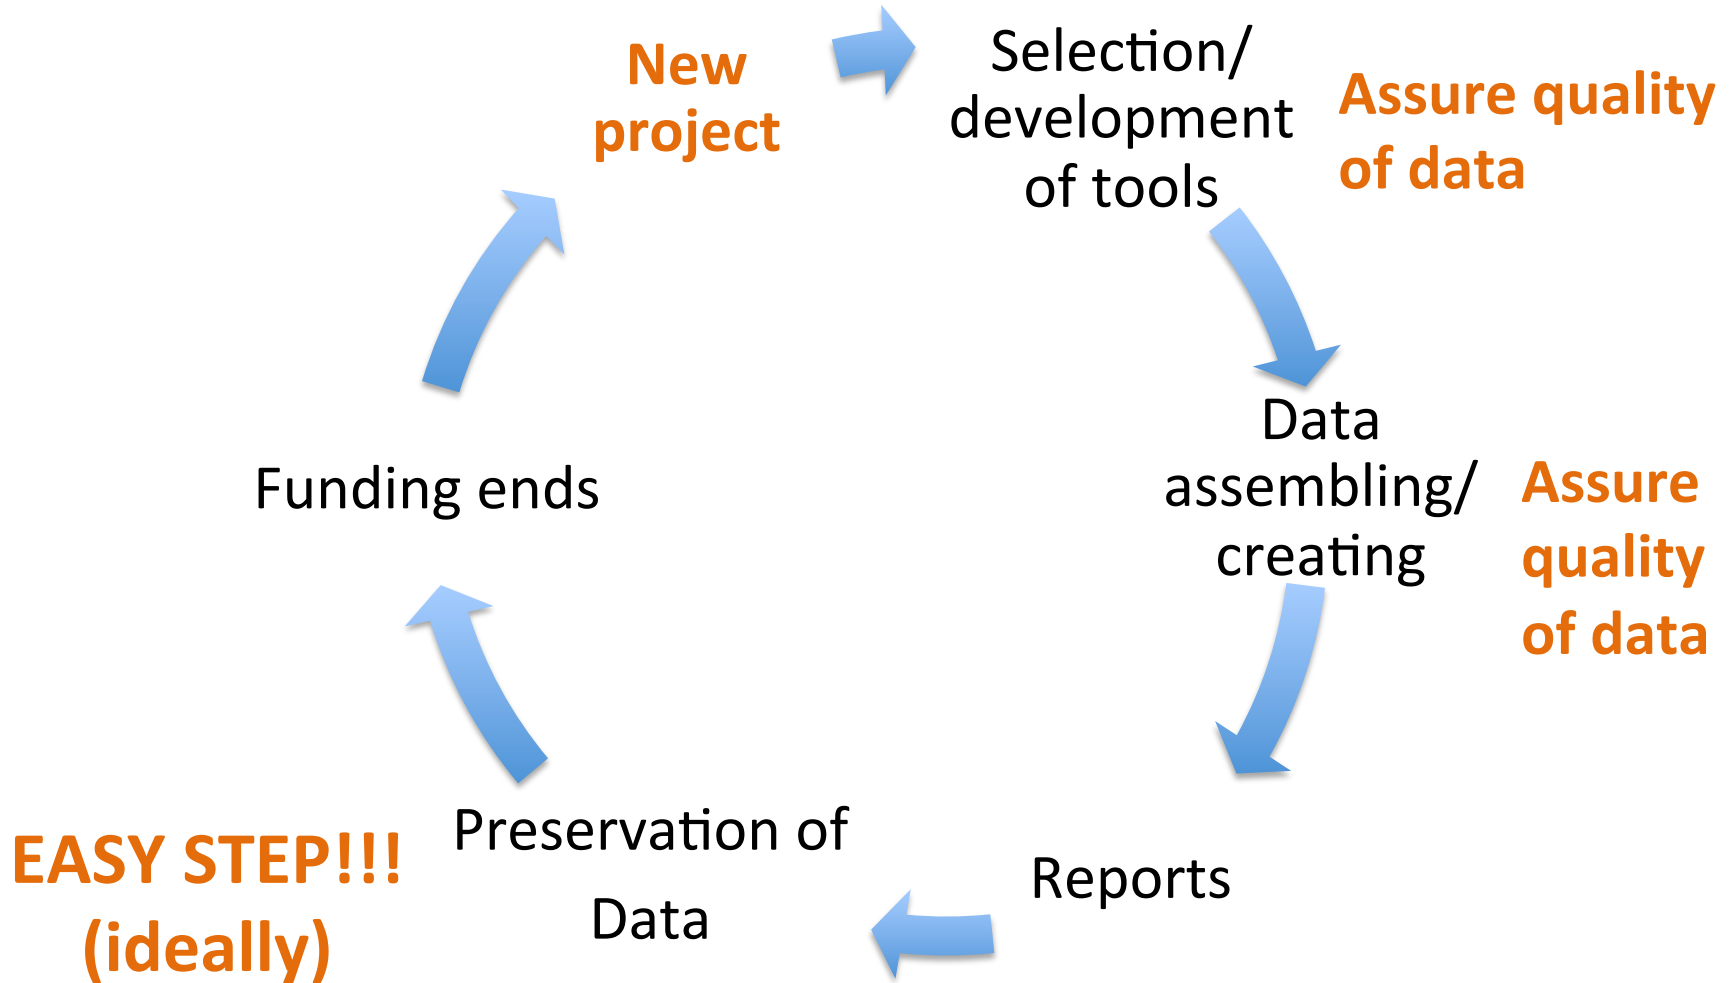 New
project
Selection/
development
of tools
Assure quality
of data
Data
assembling/
creating
Assure
quality
of data
Reports
Preservation of
Data
EASY STEP!!!
(ideally)
Funding ends